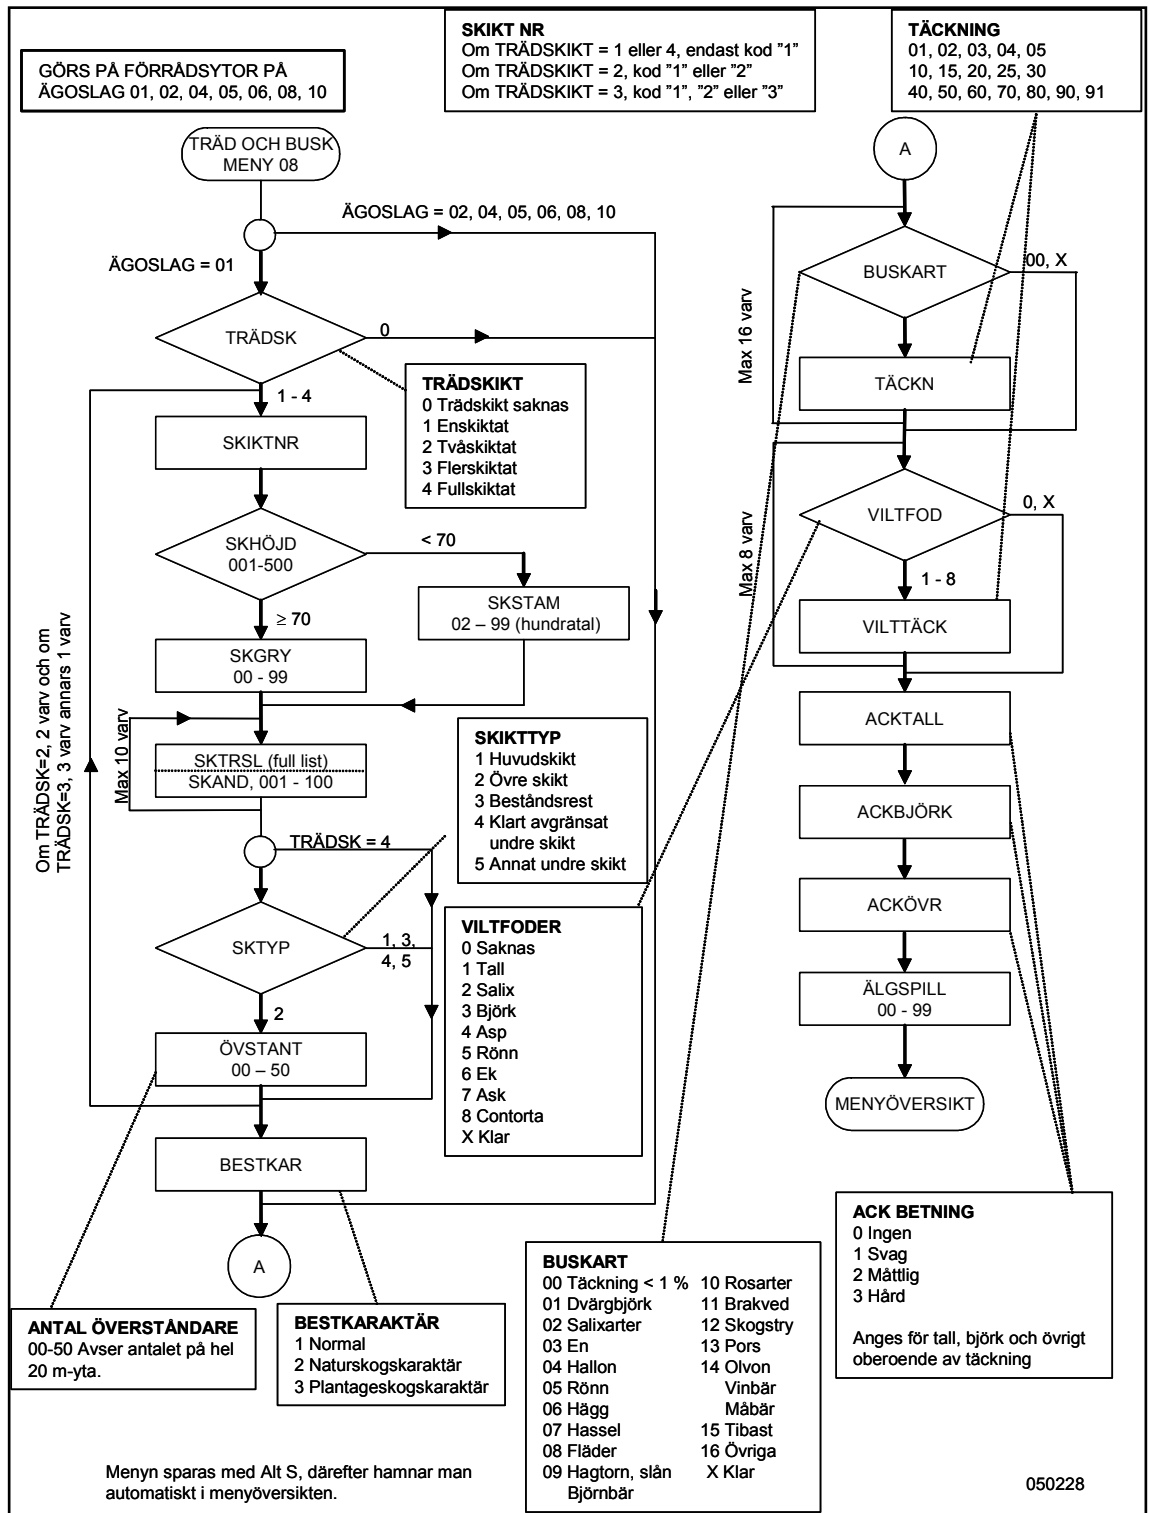 SKIKT NR
Om TRÄDSKIKT = 1 eller 4, endast kod ”1”
Om TRÄDSKIKT = 2, kod ”1” eller ”2”
Om TRÄDSKIKT = 3, kod ”1”, ”2” eller ”3”
TÄCKNING
01, 02, 03, 04, 05
10, 15, 20, 25, 30
40, 50, 60, 70, 80, 90, 91
GÖRS PÅ FÖRRÅDSYTOR PÅ
ÄGOSLAG 01, 02, 04, 05, 06, 08, 10
TRÄD OCH BUSK
MENY 08
ÄGOSLAG = 02, 04, 05, 06, 08, 10
ÄGOSLAG = 01
TRÄDSK
0
TRÄDSKIKT
0 Trädskikt saknas
1 Enskiktat
2 Tvåskiktat
3 Flerskiktat
4 Fullskiktat
1 - 4
SKIKTNR
SKHÖJD
001-500
< 70
SKSTAM
02 – 99 (hundratal)
≥ 70
SKGRY
00 - 99
Om TRÄDSK=2, 2 varv och om
TRÄDSK=3, 3 varv annars 1 varv
Max 10 varv
SKTRSL (full list)
SKAND, 001 - 100
SKIKTTYP
1 Huvudskikt
2 Övre skikt
3 Beståndsrest
4 Klart avgränsat
undre skikt
5 Annat undre skikt
TRÄDSK = 4
SKTYP
1, 3,
4, 5
2
ÖVSTANT
00 – 50
VILTFODER
0 Saknas
1 Tall
2 Salix
3 Björk
4 Asp
5 Rönn
6 Ek
7 Ask
8 Contorta
X Klar
BESTKAR
A
ANTAL ÖVERSTÅNDARE
00-50 Avser antalet på hel
20 m-yta.
BESTKARAKTÄR
1 Normal
2 Naturskogskaraktär
3 Plantageskogskaraktär
A
Max 16 varv
BUSKART
00, X
TÄCKN
Max 8 varv
VILTFOD
0, X
1 - 8
VILTTÄCK
ACKTALL
ACKBJÖRK
ACKÖVR
ÄLGSPILL
00 - 99
MENYÖVERSIKT
ACK BETNING
0 Ingen
1 Svag
2 Måttlig
3 Hård
Anges för tall, björk och övrigt
oberoende av täckning
BUSKART
00 Täckning < 1 %
01 Dvärgbjörk
02 Salixarter
03 En
04 Hallon
05 Rönn
06 Hägg
07 Hassel
08 Fläder
09 Hagtorn, slån
Björnbär
10 Rosarter
11 Brakved
12 Skogstry
13 Pors
14 Olvon
Vinbär
Måbär
15 Tibast
16 Övriga
X Klar
Menyn sparas med Alt S, därefter hamnar man
automatiskt i menyöversikten.
050228